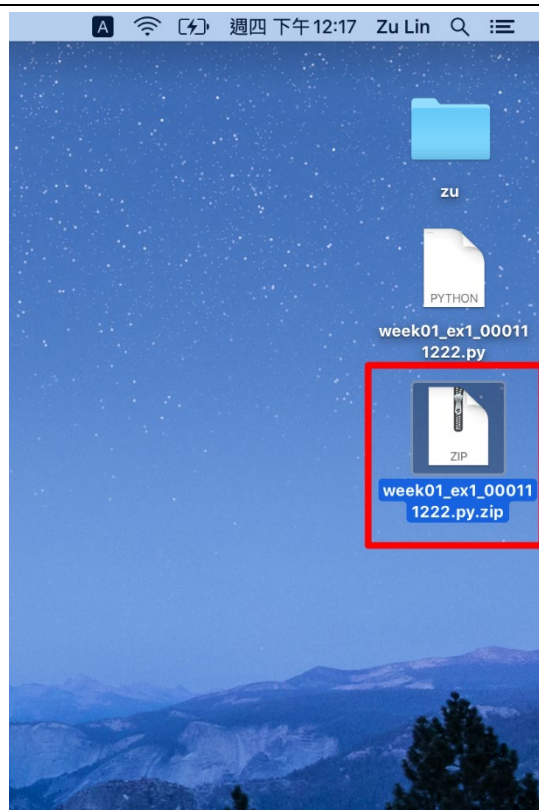 A 週四 下午12:17 Zu Lin
zu
PYTHON
week01_ex1_00011
1222.py
ZIP
week01_ex1_00011
1222.py.zip